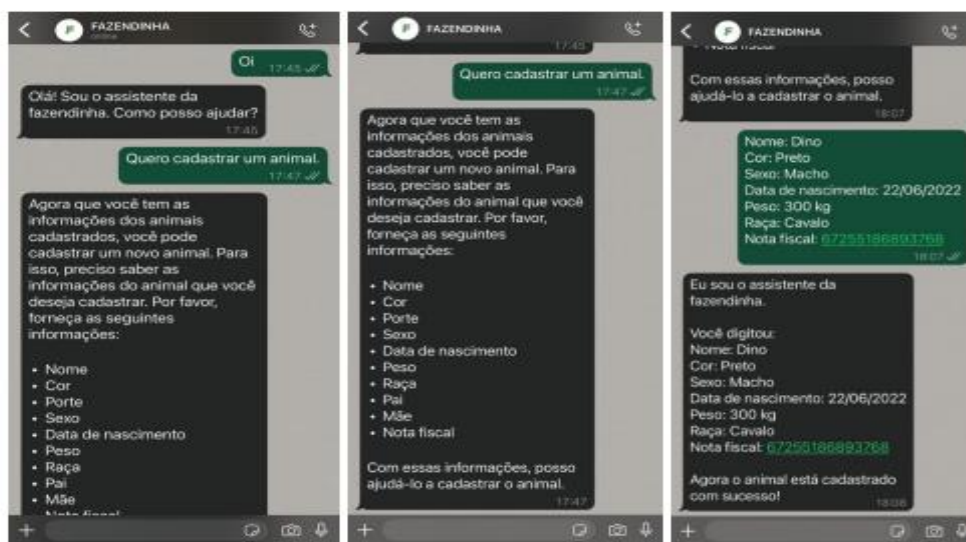 FAZENDINHA
online
Oi
17:45
Olá! Sou o assistente da
fazendinha. Como posso ajudar?
17:45
Quero cadastrar um animal.
17:47
Agora que você tem as
informações dos animais
cadastrados, você pode
cadastrar um novo animal. Para
isso, preciso saber as
informações do animal que você
deseja cadastrar. Por favor,
forneça as seguintes
informações:
• Nome
• Cor
• Porte
• Sexo
• Data de nascimento
• Peso
• Raça
• Pai
• Mãe
• Nota fiscal
FAZENDINHA
17:45
Quero cadastrar um animal.
17:47
Agora que você tem as
informações dos animais
cadastrados, você pode
cadastrar um novo animal. Para
isso, preciso saber as
informações do animal que você
deseja cadastrar. Por favor,
forneça as seguintes
informações:
• Nome
• Cor
• Porte
• Sexo
• Data de nascimento
• Peso
• Raça
• Pai
• Mãe
• Nota fiscal
Com essas informações, posso
ajudá-lo a cadastrar o animal.
17:47
FAZENDINHA
• Nota fiscal
Com essas informações, posso
ajudá-lo a cadastrar o animal.
18:07
Nome: Dino
Cor: Preto
Sexo: Macho
Data de nascimento: 22/06/2022
Peso: 300 kg
Raça: Cavalo
Nota fiscal: 67255186893768
18:07
Eu sou o assistente da
fazendinha.
Você digitou:
Nome: Dino
Cor: Preto
Sexo: Macho
Data de nascimento: 22/06/2022
Peso: 300 kg
Raça: Cavalo
Nota fiscal: 67255186893768
Agora o animal está cadastrado
com sucesso!
18:08